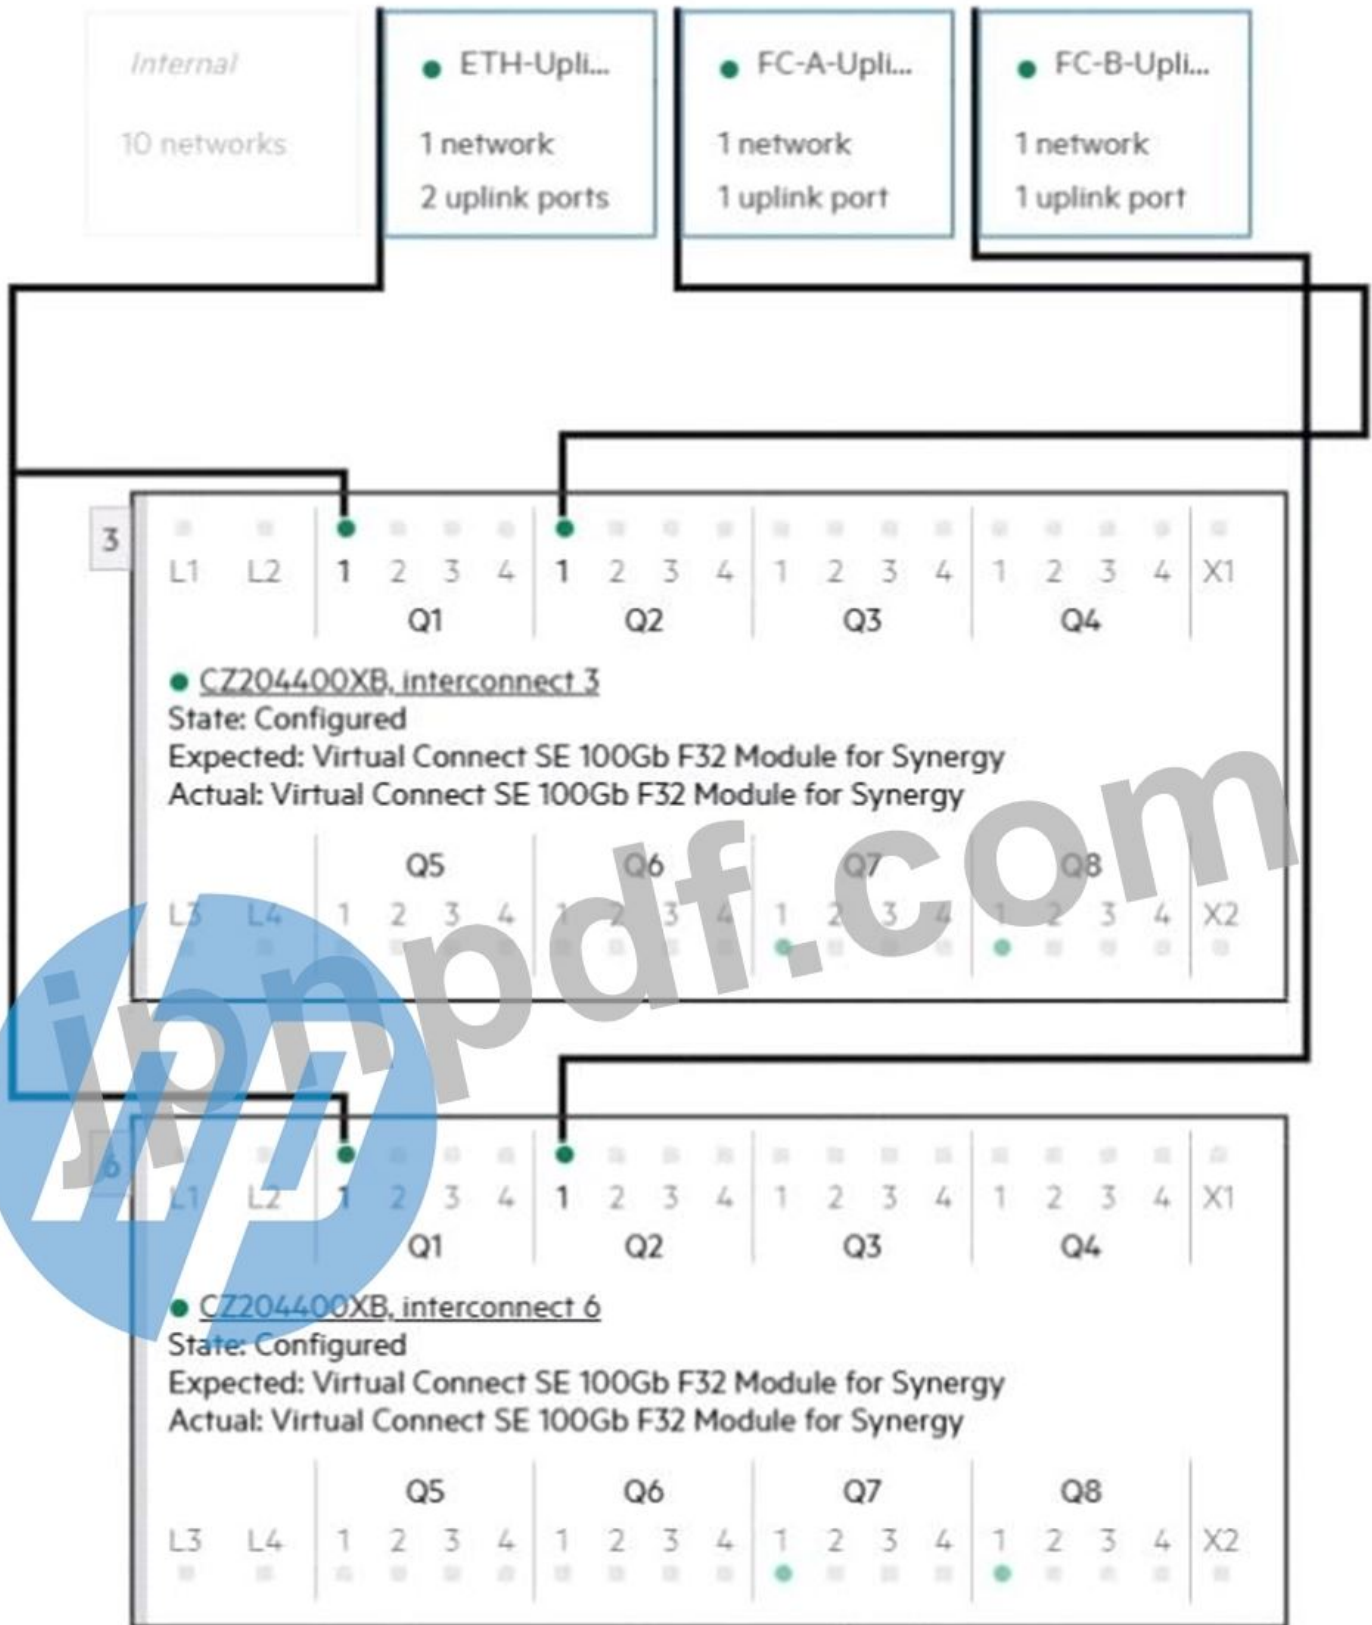 Internal
10 networks
ETH-Upli...
1 network
2 uplink ports
FC-A-Upli...
1 network
1 uplink port
FC-B-Upli...
1 network
1 uplink port
3
L1 L2 1 2 3 4 1 2 3 4 1 2 3 4 1 2 3 4 X1
Q1 Q2 Q3 Q4
CZ204400XB, interconnect 3
State: Configured
Expected: Virtual Connect SE 100Gb F32 Module for Synergy
Actual: Virtual Connect SE 100Gb F32 Module for Synergy
Q5 Q6 Q7 Q8
L3 L4 1 2 3 4 1 2 3 4 1 2 3 4 1 2 3 4 X2
jpnpdf.com
hp
6
L1 L2 1 2 3 4 1 2 3 4 1 2 3 4 1 2 3 4 X1
Q1 Q2 Q3 Q4
CZ204400XB, interconnect 6
State: Configured
Expected: Virtual Connect SE 100Gb F32 Module for Synergy
Actual: Virtual Connect SE 100Gb F32 Module for Synergy
Q5 Q6 Q7 Q8
L3 L4 1 2 3 4 1 2 3 4 1 2 3 4 1 2 3 4 X2